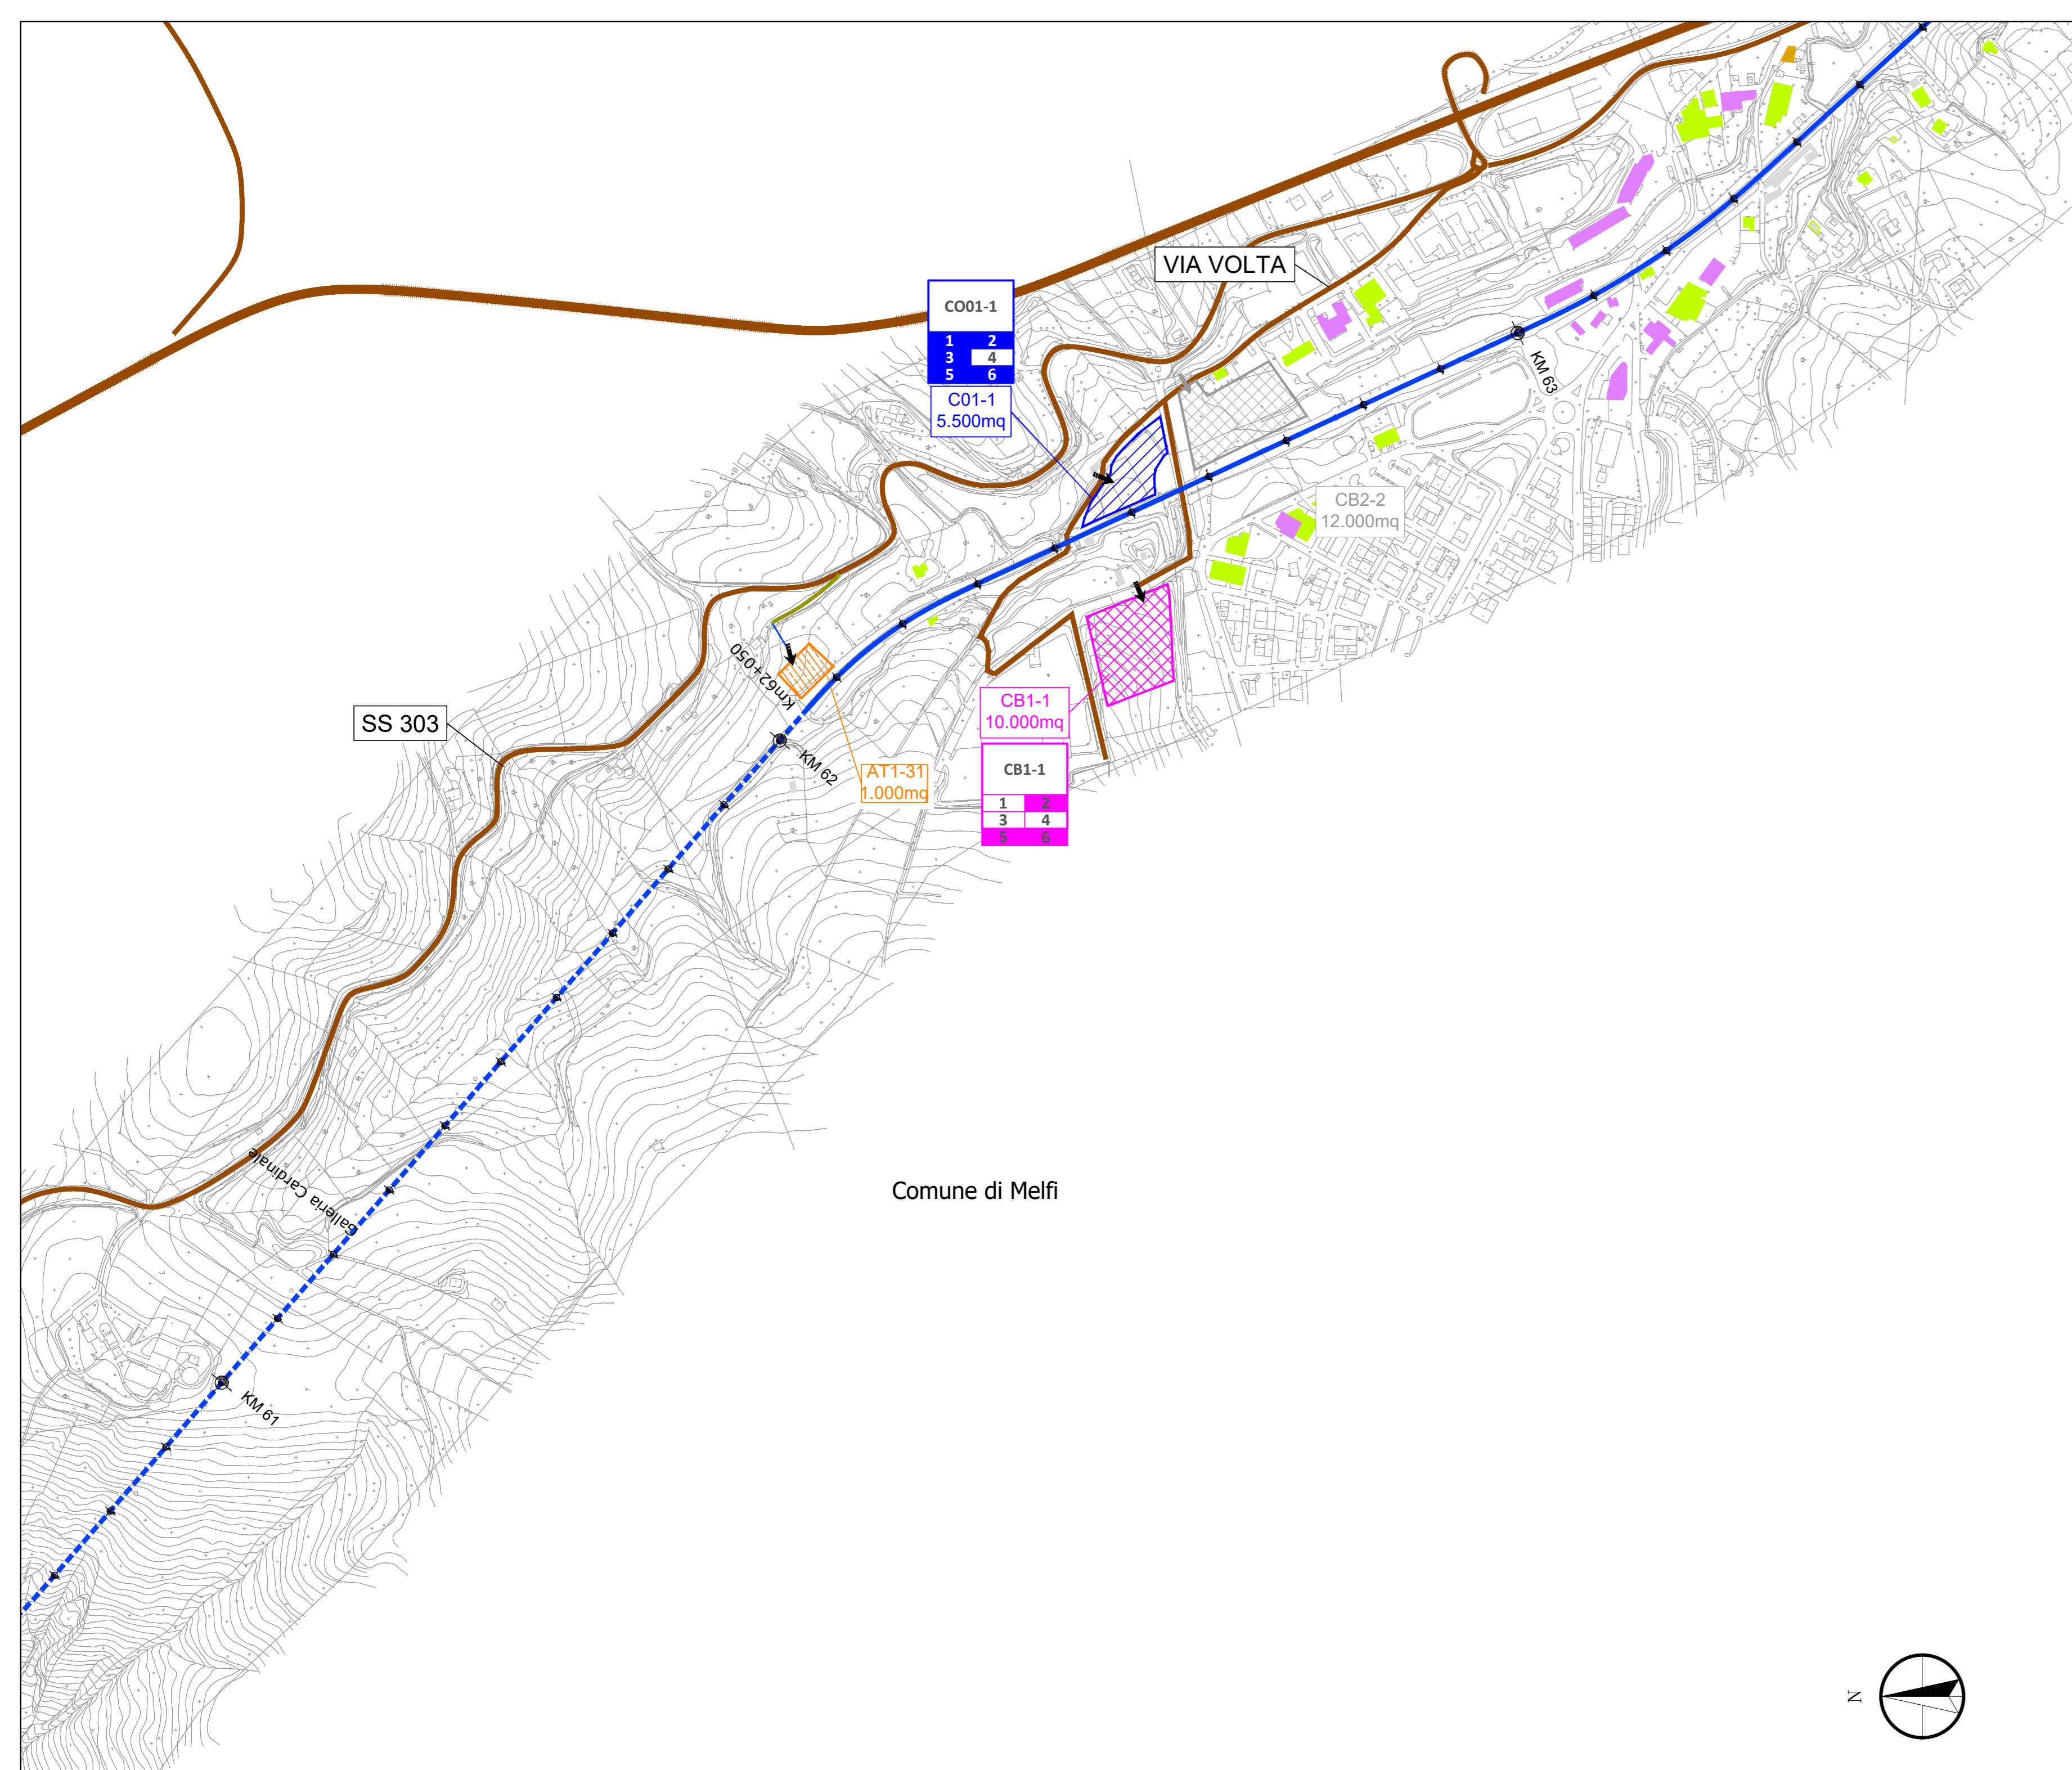 VIA VOLTA
CO01-1
1 2
3 4
5 6
C01-1
5.500mq
KM 63
CB2-2
12.000mq
Km62+050
CB1-1
10.000mq
SS 303
KM 62
AT1-31
1.000mq
CB1-1
1 2
3 4
5 6
Galleria Cardinale
Comune di Melfi
KM 61
N